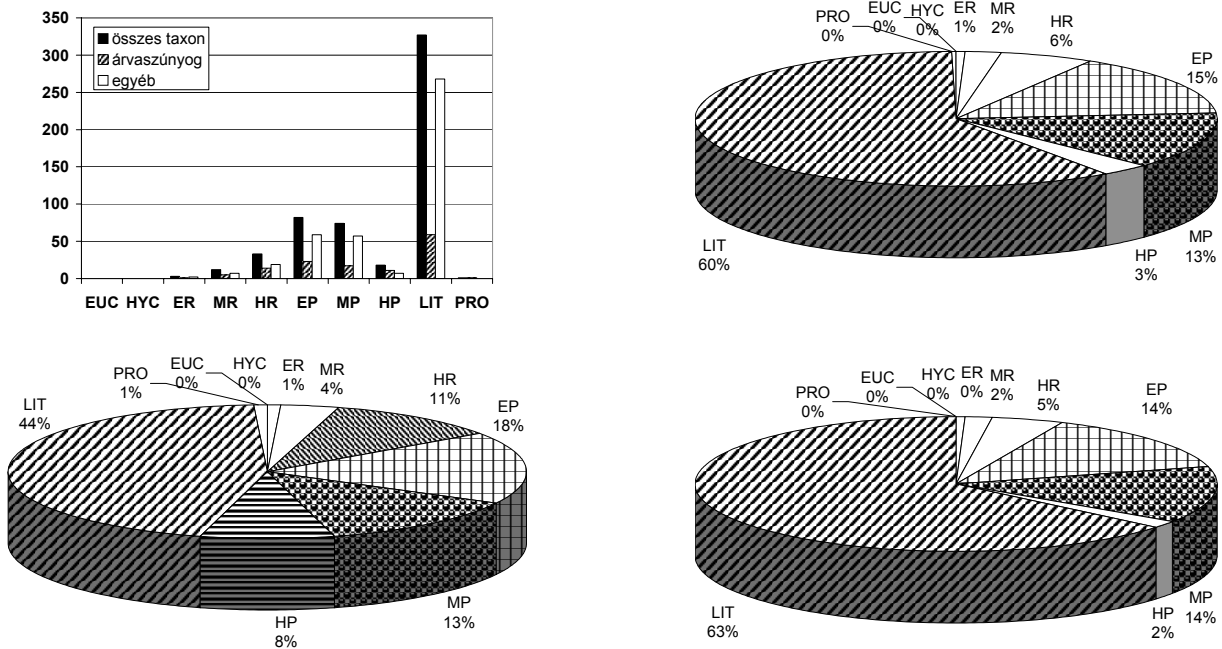 350
300
250
200
150
100
50
0
összes taxon
árvaszúnyog
egyéb
EUC HYC ER MR HR EP MP HP LIT PRO
PRO
0%
EUC
0%
HYC
0%
ER
1%
MR
2%
HR
6%
EP
15%
MP
13%
HP
3%
LIT
60%
PRO
1%
EUC
0%
HYC
0%
ER
1%
MR
4%
HR
11%
EP
18%
MP
13%
HP
8%
LIT
44%
PRO
0%
EUC
0%
HYC
0%
ER
0%
MR
2%
HR
5%
EP
14%
MP
14%
HP
2%
LIT
63%